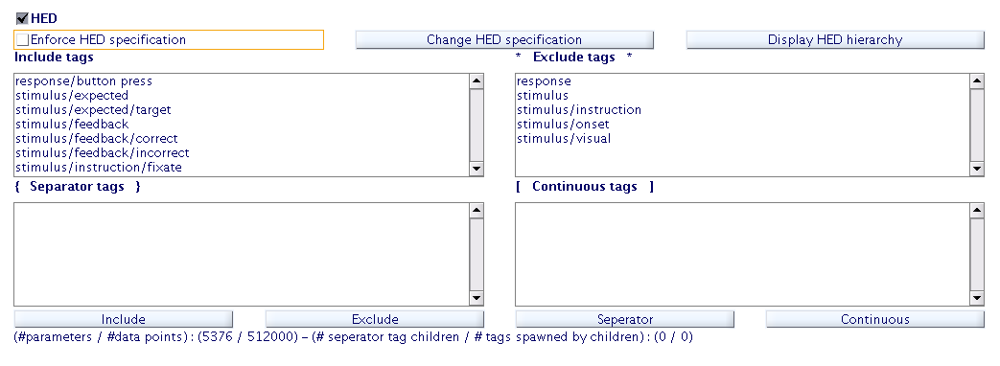 HED
Enforce HED specification
Change HED specification
Display HED hierarchy
Include tags
* Exclude tags *
response/button press
stimulus/expected
stimulus/expected/target
stimulus/feedback
stimulus/feedback/correct
stimulus/feedback/incorrect
stimulus/instruction/fixate
response
stimulus
stimulus/instruction
stimulus/onset
stimulus/visual
{ Separator tags }
[ Continuous tags ]
Include
Exclude
Seperator
Continuous
(#parameters / #data points) : (5376 / 512000) - (# seperator tag children / # tags spawned by children) : (0 / 0)